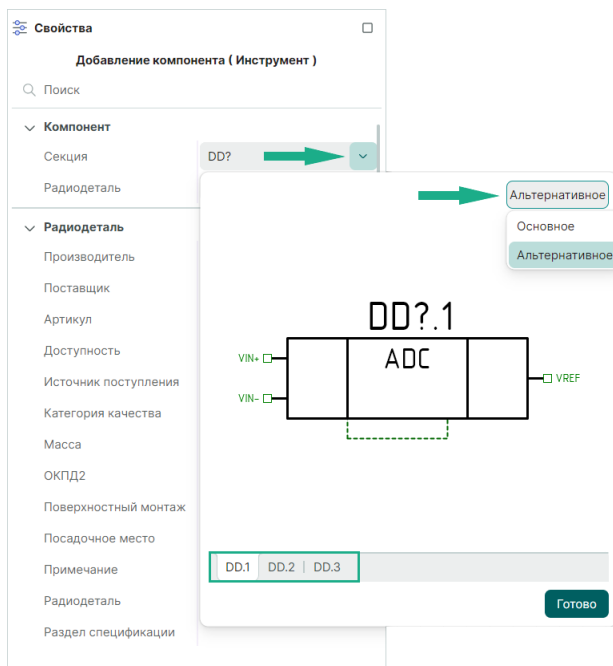 Свойства
Добавление компонента ( Инструмент )
Поиск
Компонент
Секция DD?
Радиодеталь
Альтернативное
Основное
Альтернативное
Радиодеталь
Производитель
Поставщик
Артикул
Доступность
Источник поступления
Категория качества
Масса
ОКПД2
Поверхностный монтаж
Посадочное место
Примечание
Радиодеталь
Раздел спецификации
DD?.1
ADC
VIN+
VIN-
VREF
DD.1 DD.2 | DD.3
Готово